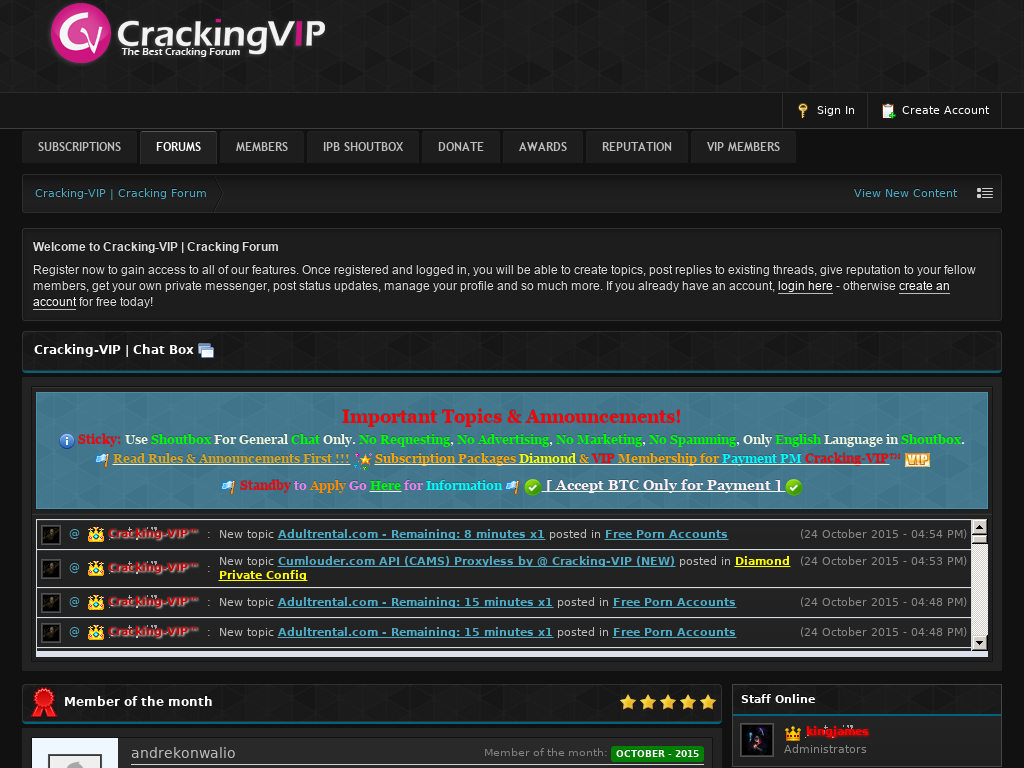 CrackingVIP
The Best Cracking Forum
Sign In
Create Account
SUBSCRIPTIONS
FORUMS
MEMBERS
IPB SHOUTBOX
DONATE
AWARDS
REPUTATION
VIP MEMBERS
Cracking-VIP | Cracking Forum
View New Content
Welcome to Cracking-VIP | Cracking Forum
Register now to gain access to all of our features. Once registered and logged in, you will be able to create topics, post replies to existing threads, give reputation to your fellow
members, get your own private messenger, post status updates, manage your profile and so much more. If you already have an account, login here - otherwise create an
account for free today!
Cracking-VIP | Chat Box
Important Topics & Announcements!
Sticky: Use Shoutbox For General Chat Only. No Requesting, No Advertising, No Marketing, No Spamming, Only English Language in Shoutbox.
Read Rules & Announcements First !!! Subscription Packages Diamond & VIP Membership for Payment PM Cracking-VIP™ VIP
Standby to Apply Go Here for Information [ Accept BTC Only for Payment ]
@ Cracking-VIP™ : New topic Adultrental.com - Remaining: 8 minutes x1 posted in Free Porn Accounts (24 October 2015 - 04:54 PM)
@ Cracking-VIP™ : New topic Cumlouder.com API (CAMS) Proxyless by @ Cracking-VIP (NEW) posted in Diamond (24 October 2015 - 04:53 PM)
Private Config
@ Cracking-VIP™ : New topic Adultrental.com - Remaining: 15 minutes x1 posted in Free Porn Accounts (24 October 2015 - 04:48 PM)
@ Cracking-VIP™ : New topic Adultrental.com - Remaining: 15 minutes x1 posted in Free Porn Accounts (24 October 2015 - 04:48 PM)
Member of the month
Staff Online
kingjames
Administrators
andrekonwalio
Member of the month: OCTOBER - 2015